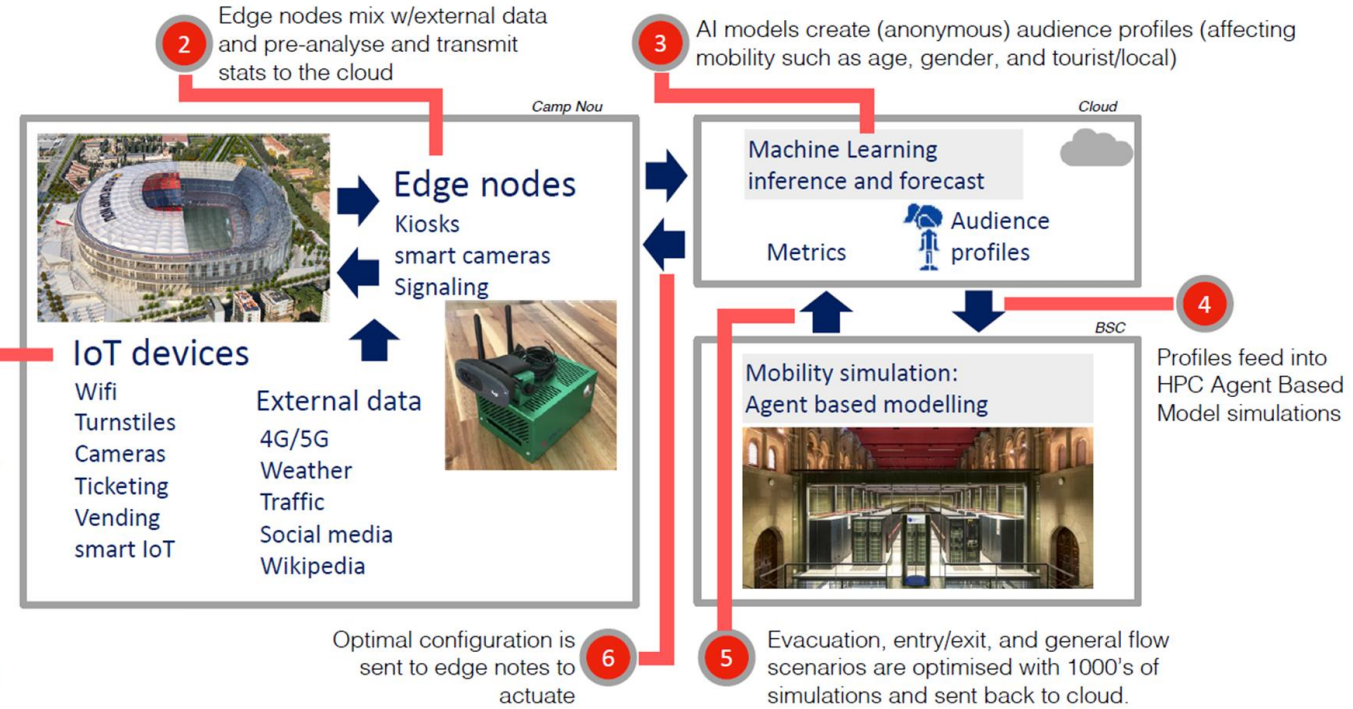 2
Edge nodes mix w/external data
and pre-analyse and transmit
stats to the cloud
3
AI models create (anonymous) audience profiles (affecting
mobility such as age, gender, and tourist/local)
Camp Nou
Edge nodes
Kiosks
smart cameras
Signaling
IoT devices
Wifi
Turnstiles
Cameras
Ticketing
Vending
smart IoT
External data
4G/5G
Weather
Traffic
Social media
Wikipedia
Cloud
Machine Learning
inference and forecast
Metrics
Audience
profiles
4
Profiles feed into
HPC Agent Based
Model simulations
BSC
Mobility simulation:
Agent based modelling
Optimal configuration is
sent to edge notes to
actuate
6
5
Evacuation, entry/exit, and general flow
scenarios are optimised with 1000's of
simulations and sent back to cloud.